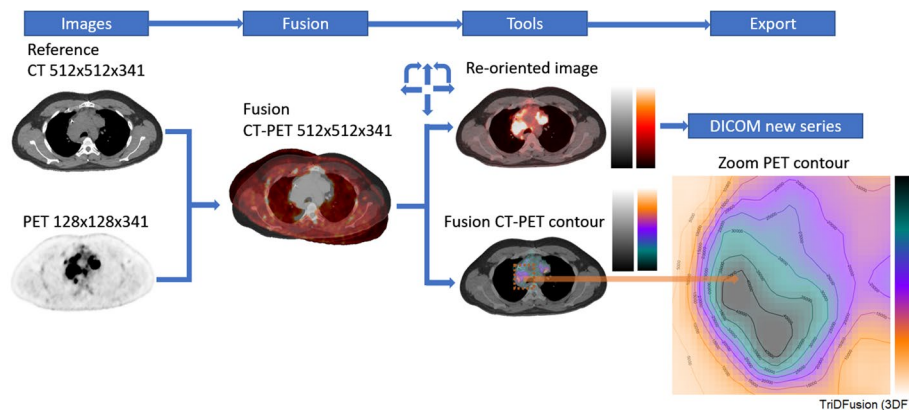 Images
Fusion
Tools
Export
Reference
CT 512x512x341
Re-oriented image
Fusion
CT-PET 512x512x341
DICOM new series
Zoom PET contour
PET 128x128x341
Fusion CT-PET contour
TriDFusion (3DF